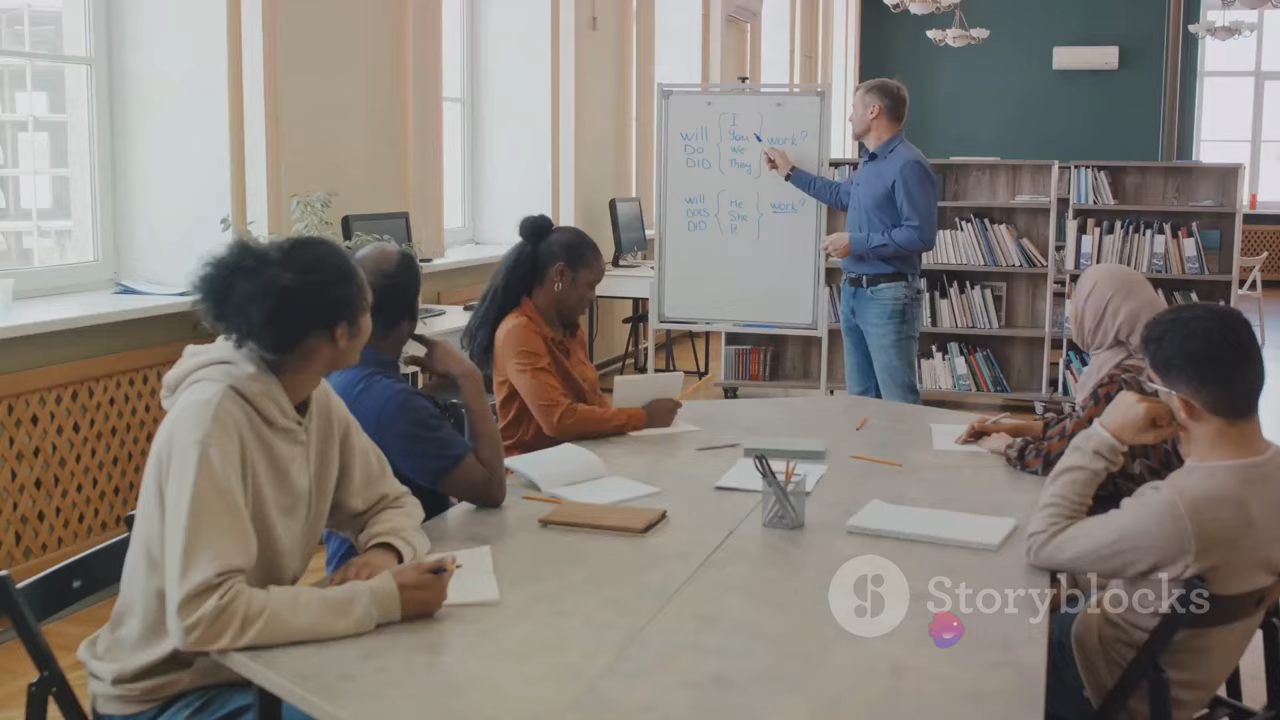 I
will You work?
Do We
DID They
will He work?
DOES She
DID It
Storyblocks